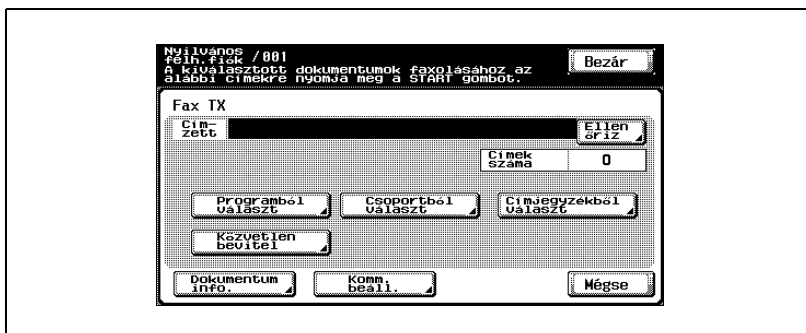 Nyilvános
felh.fiók /001
A kiválasztott dokumentumok faxolásához az
alábbi címekre nyomja meg a START gombot.
Bezár
Fax TX
Cím-
zett
Ellen
őriz
Címek
száma
0
Programból
választ
Csoportból
választ
Címjegyzékből
választ
Közvetlen
bevitel
Dokumentum
info.
Komm.
beáll.
Mégse